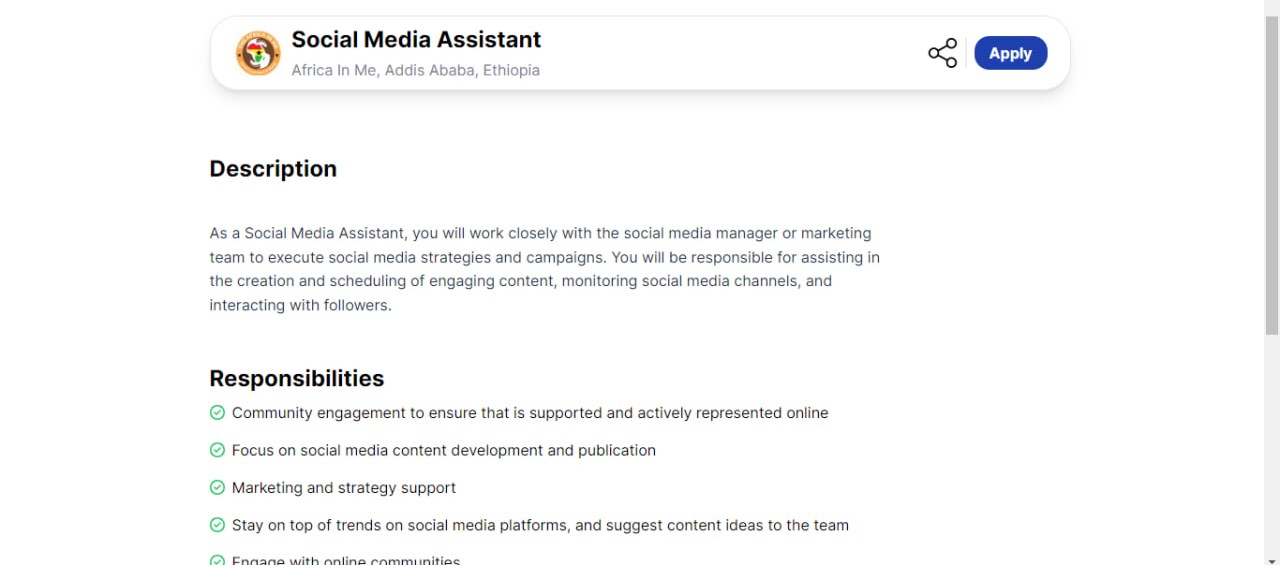 Social Media Assistant
Africa In Me, Addis Ababa, Ethiopia
Apply
Description
As a Social Media Assistant, you will work closely with the social media manager or marketing
team to execute social media strategies and campaigns. You will be responsible for assisting in
the creation and scheduling of engaging content, monitoring social media channels, and
interacting with followers.
Responsibilities
Community engagement to ensure that is supported and actively represented online
Focus on social media content development and publication
Marketing and strategy support
Stay on top of trends on social media platforms, and suggest content ideas to the team
Engage with online communities